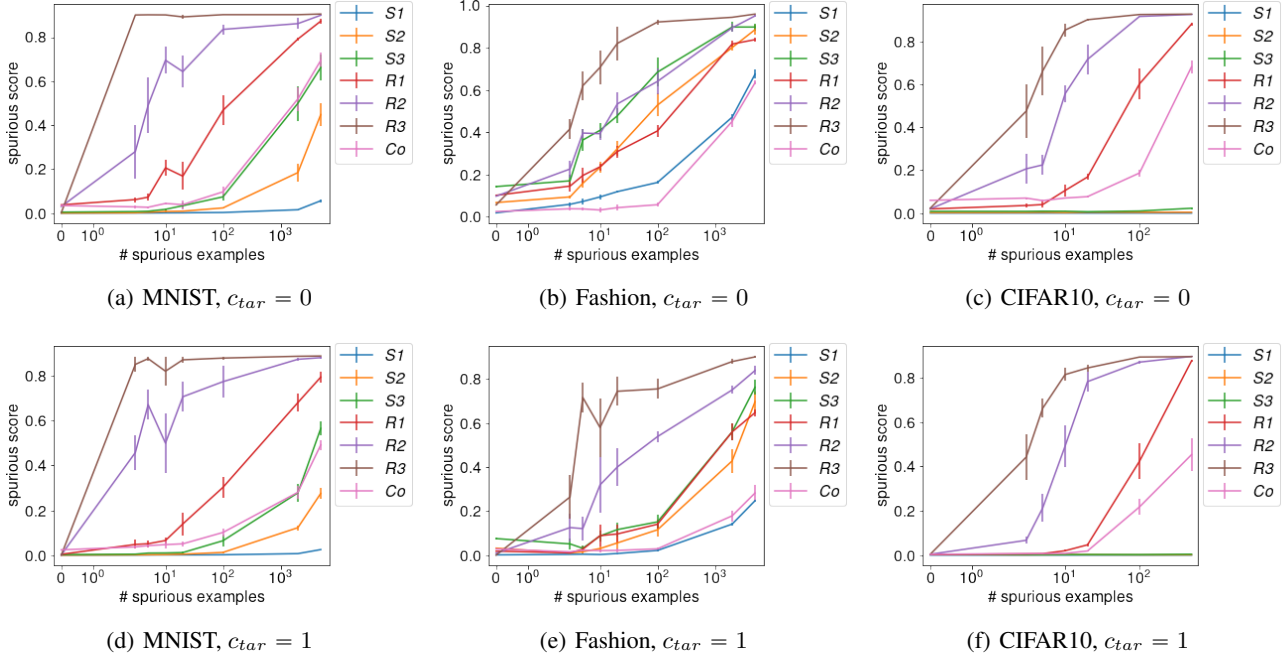 spurious score
0.8
0.6
0.4
0.2
0.0
0 10^0 10^1 10^2 10^3
# spurious examples
S1
S2
S3
R1
R2
R3
Co
(a) MNIST, c_tar = 0
spurious score
1.0
0.8
0.6
0.4
0.2
0.0
0 10^0 10^1 10^2 10^3
# spurious examples
S1
S2
S3
R1
R2
R3
Co
(b) Fashion, c_tar = 0
spurious score
0.8
0.6
0.4
0.2
0.0
0 10^0 10^1 10^2
# spurious examples
S1
S2
S3
R1
R2
R3
Co
(c) CIFAR10, c_tar = 0
spurious score
0.8
0.6
0.4
0.2
0.0
0 10^0 10^1 10^2 10^3
# spurious examples
S1
S2
S3
R1
R2
R3
Co
(d) MNIST, c_tar = 1
spurious score
0.8
0.6
0.4
0.2
0.0
0 10^0 10^1 10^2 10^3
# spurious examples
S1
S2
S3
R1
R2
R3
Co
(e) Fashion, c_tar = 1
spurious score
0.8
0.6
0.4
0.2
0.0
0 10^0 10^1 10^2
# spurious examples
S1
S2
S3
R1
R2
R3
Co
(f) CIFAR10, c_tar = 1